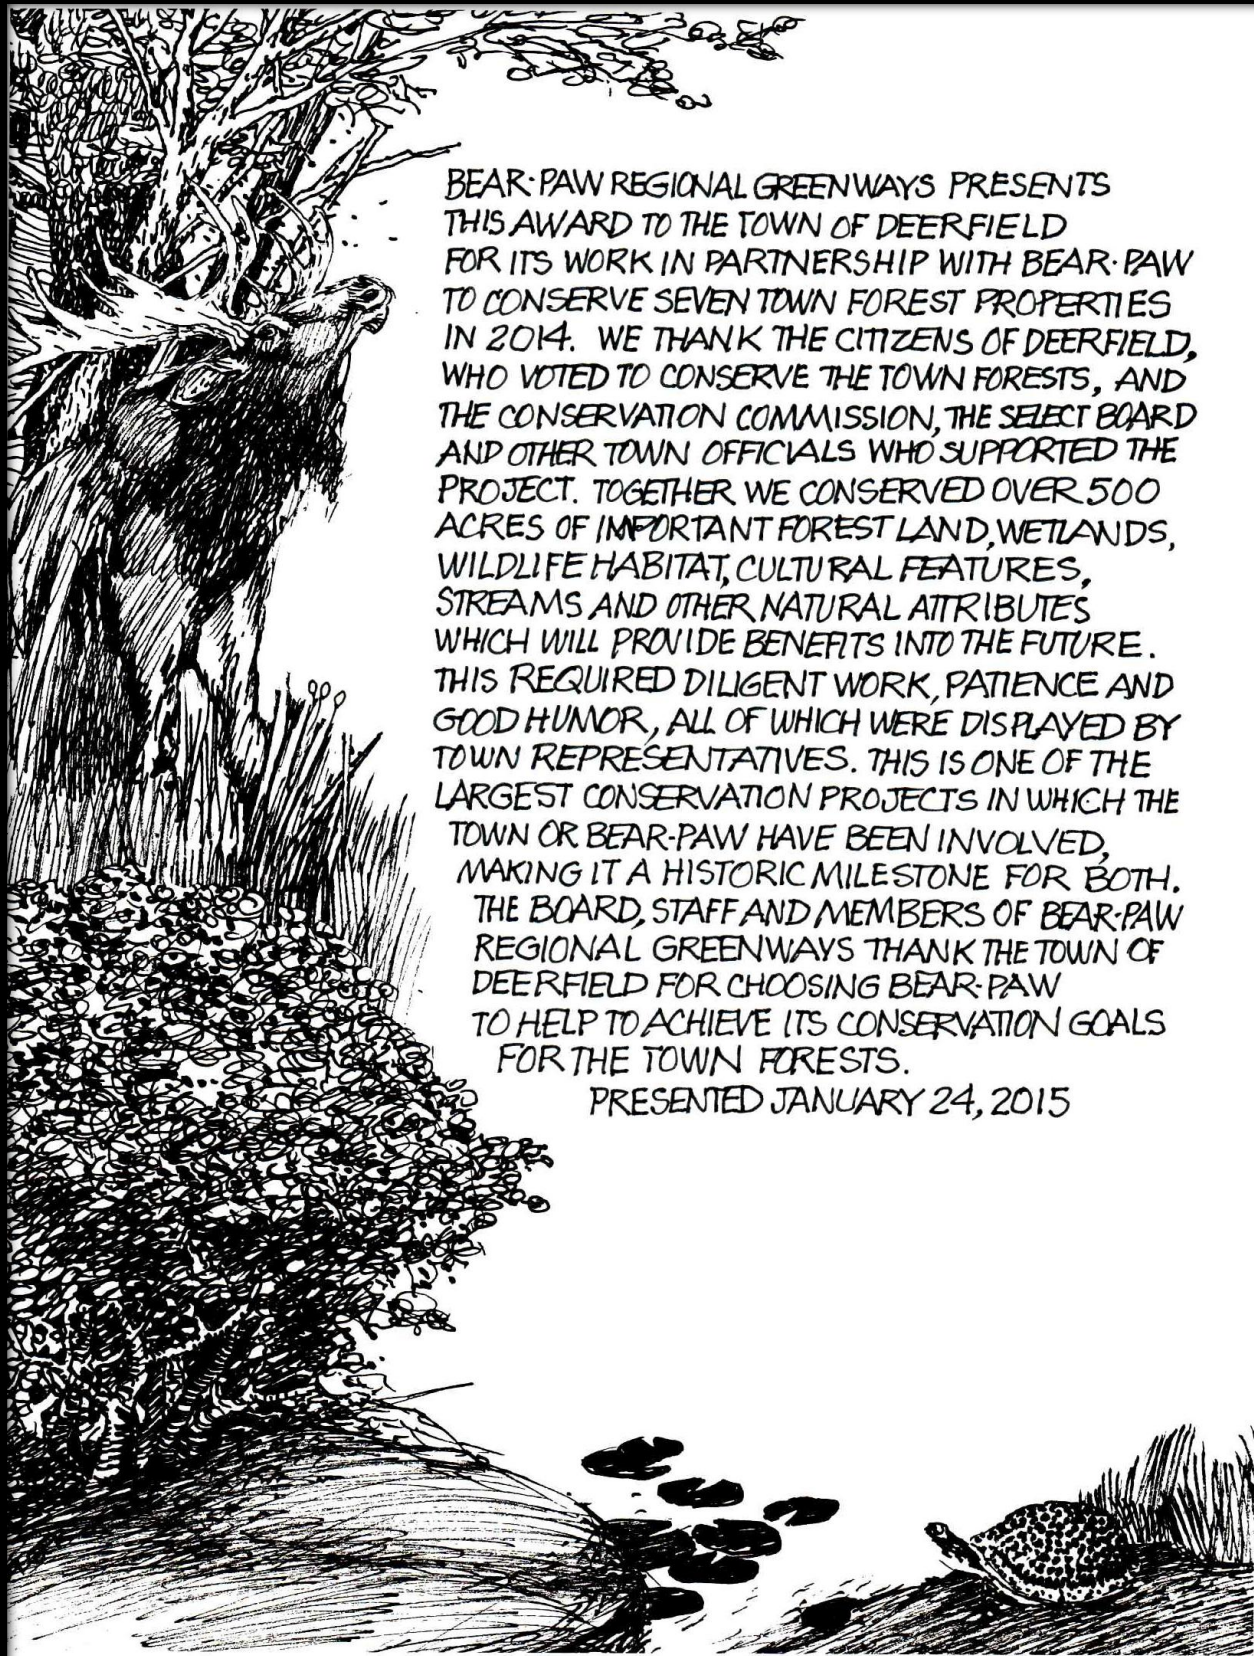 BEAR·PAW REGIONAL GREENWAYS PRESENTS
THIS AWARD TO THE TOWN OF DEERFIELD
FOR ITS WORK IN PARTNERSHIP WITH BEAR·PAW
TO CONSERVE SEVEN TOWN FOREST PROPERTIES
IN 2014. WE THANK THE CITIZENS OF DEERFIELD,
WHO VOTED TO CONSERVE THE TOWN FORESTS, AND
THE CONSERVATION COMMISSION, THE SELECT BOARD
AND OTHER TOWN OFFICIALS WHO SUPPORTED THE
PROJECT. TOGETHER WE CONSERVED OVER 500
ACRES OF IMPORTANT FOREST LAND, WETLANDS,
WILDLIFE HABITAT, CULTURAL FEATURES,
STREAMS AND OTHER NATURAL ATTRIBUTES
WHICH WILL PROVIDE BENEFITS INTO THE FUTURE.
THIS REQUIRED DILIGENT WORK, PATIENCE AND
GOOD HUMOR, ALL OF WHICH WERE DISPLAYED BY
TOWN REPRESENTATIVES. THIS IS ONE OF THE
LARGEST CONSERVATION PROJECTS IN WHICH THE
TOWN OR BEAR-PAW HAVE BEEN INVOLVED,
MAKING IT A HISTORIC MILESTONE FOR BOTH.
THE BOARD, STAFF AND MEMBERS OF BEAR-PAW
REGIONAL GREENWAYS THANK THE TOWN OF
DEERFIELD FOR CHOOSING BEAR-PAW
TO HELP TO ACHIEVE ITS CONSERVATION GOALS
FOR THE TOWN FORESTS.
PRESENTED JANUARY 24, 2015